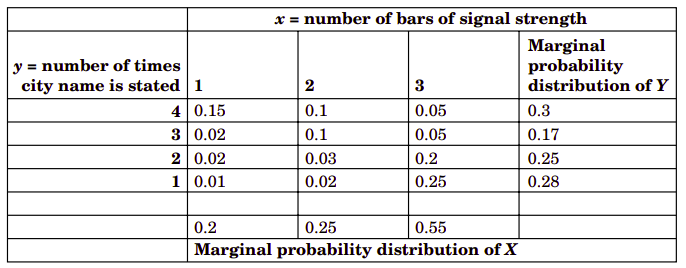 x = number of bars of signal strength
y = number of times
city name is stated 1 2 3 Marginal
probability
distribution of Y
4 0.15 0.1 0.05 0.3
3 0.02 0.1 0.05 0.17
2 0.02 0.03 0.2 0.25
1 0.01 0.02 0.25 0.28
0.2 0.25 0.55
Marginal probability distribution of X